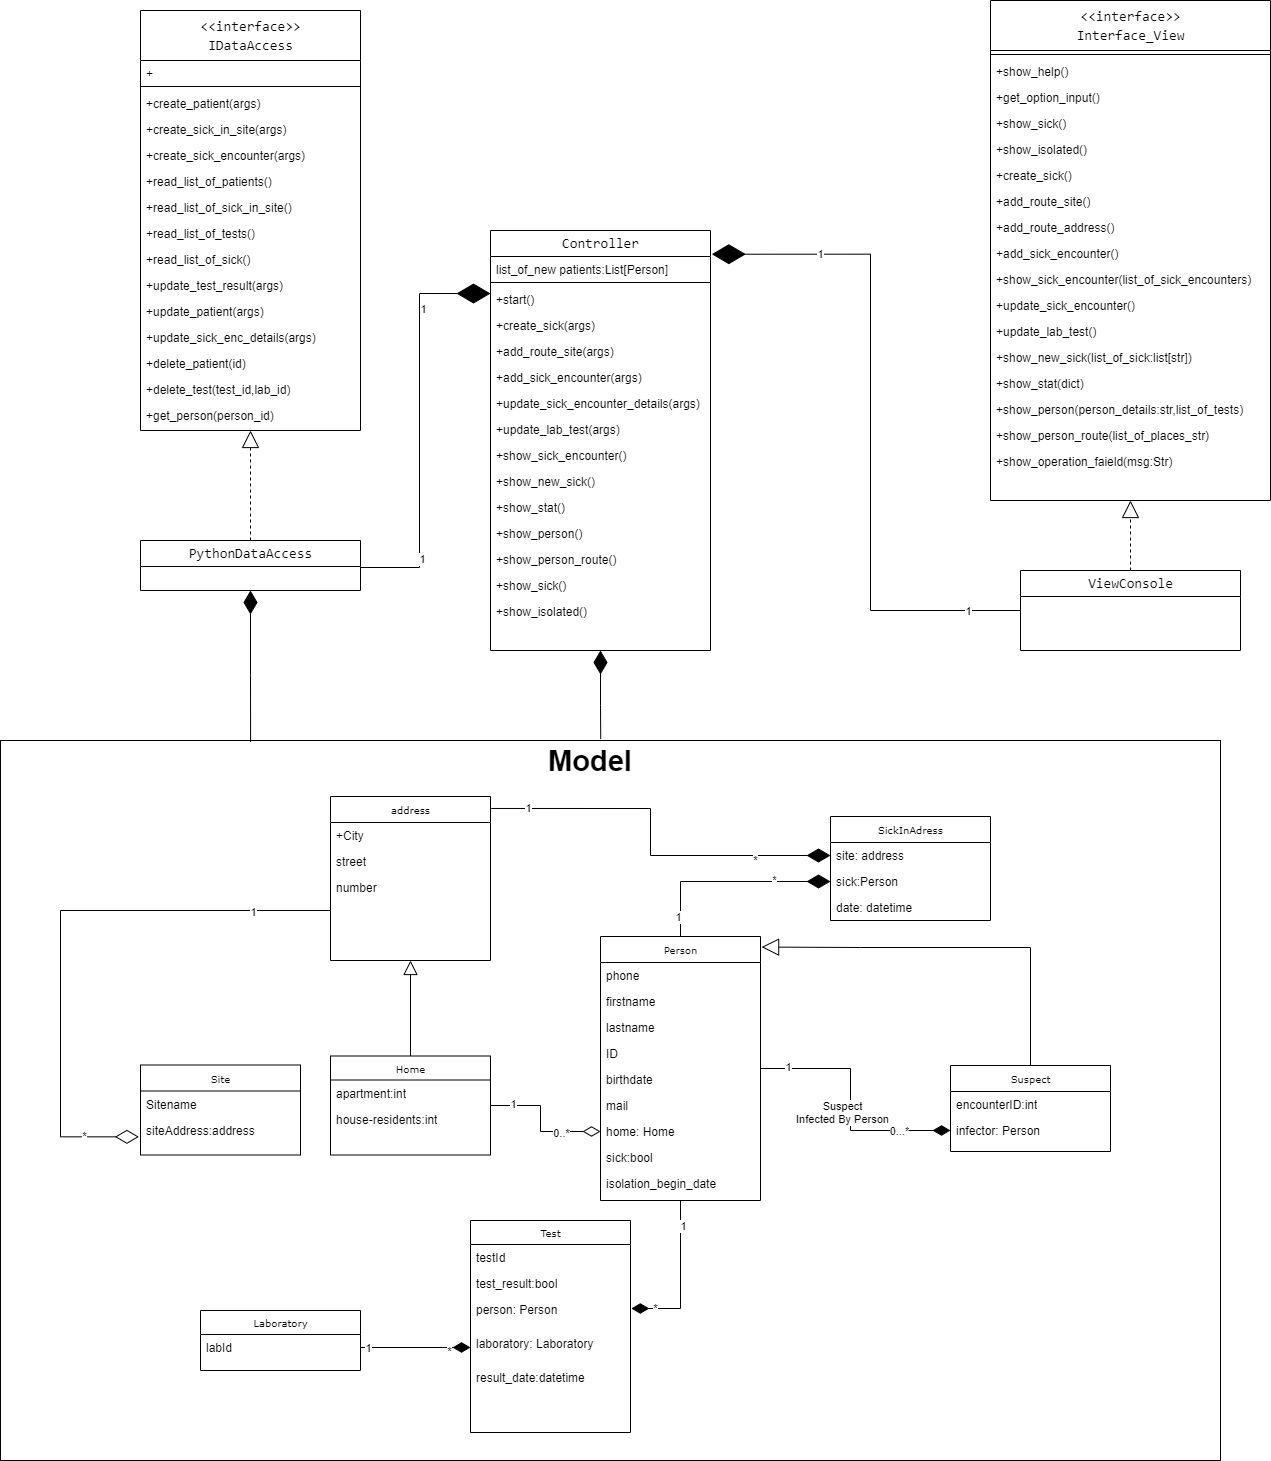 <<interface>>
IDataAccess
+
+create_patient(args)
+create_sick_in_site(args)
+create_sick_encounter(args)
+read_list_of_patients()
+read_list_of_sick_in_site()
+read_list_of_tests()
+read_list_of_sick()
+update_test_result(args)
+update_patient(args)
+update_sick_enc_details(args)
+delete_patient(id)
+delete_test(test_id,lab_id)
+get_person(person_id)
PythonDataAccess
1
1
Controller
list_of_new patients:List[Person]
+start()
+create_sick(args)
+add_route_site(args)
+add_sick_encounter(args)
+update_sick_encounter_details(args)
+update_lab_test(args)
+show_sick_encounter()
+show_new_sick()
+show_stat()
+show_person()
+show_person_route()
+show_sick()
+show_isolated()
1
1
<<interface>>
Interface_View
+show_help()
+get_option_input()
+show_sick()
+show_isolated()
+create_sick()
+add_route_site()
+add_route_address()
+add_sick_encounter()
+show_sick_encounter(list_of_sick_encounters)
+update_sick_encounter()
+update_lab_test()
+show_new_sick(list_of_sick:list[str])
+show_stat(dict)
+show_person(person_details:str,list_of_tests)
+show_person_route(list_of_places_str)
+show_operation_faield(msg:Str)
ViewConsole
Model
address
+City
street
number
1
*
SickInAdress
site: address
sick:Person
date: datetime
*
1
1
*
Site
Sitename
siteAddress:address
Home
apartment:int
house-residents:int
1
0..*
Person
phone
firstname
lastname
ID
birthdate
mail
home: Home
sick:bool
isolation_begin_date
1
Suspect
Infected By Person
0...*
Suspect
encounterID:int
infector: Person
1
*
Test
testId
test_result:bool
person: Person
laboratory: Laboratory
result_date:datetime
Laboratory
labId
1
*